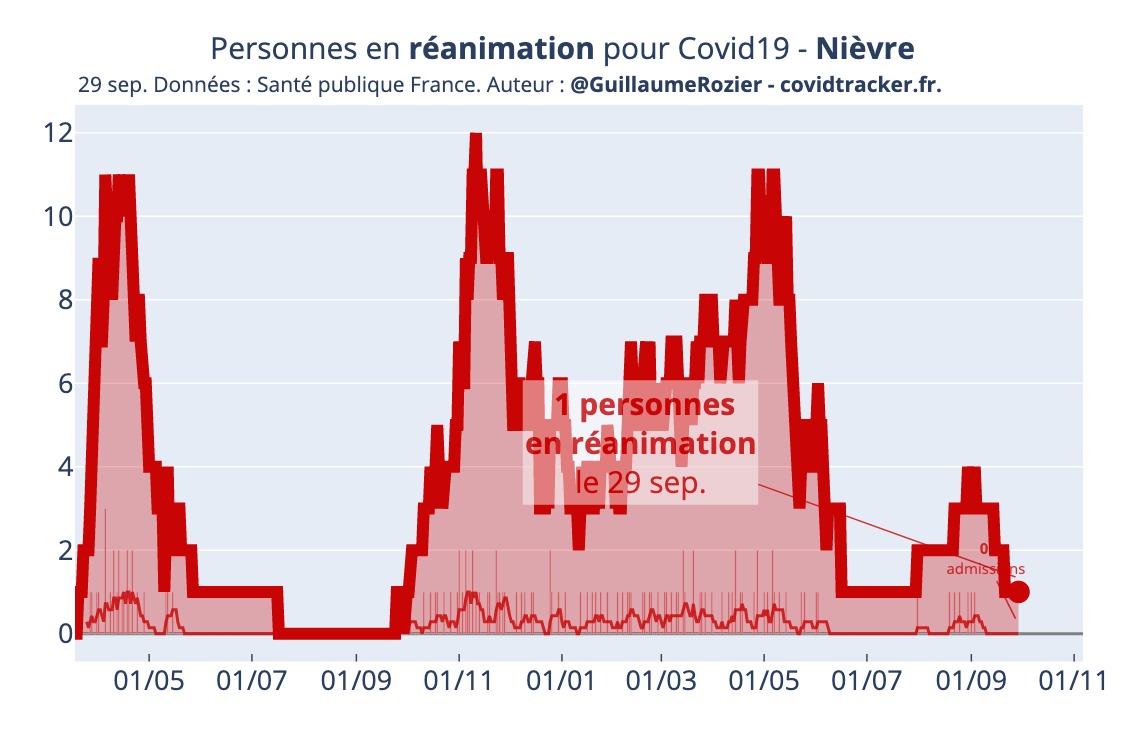 Personnes en réanimation pour Covid19 - Nièvre
29 sep. Données : Santé publique France. Auteur : @GuillaumeRozier - covidtracker.fr.
12
10
8
6
4
2
0
1 personnes
en réanimation
le 29 sep.
0
admissions
01/05 01/07 01/09 01/11 01/01 01/03 01/05 01/07 01/09 01/11